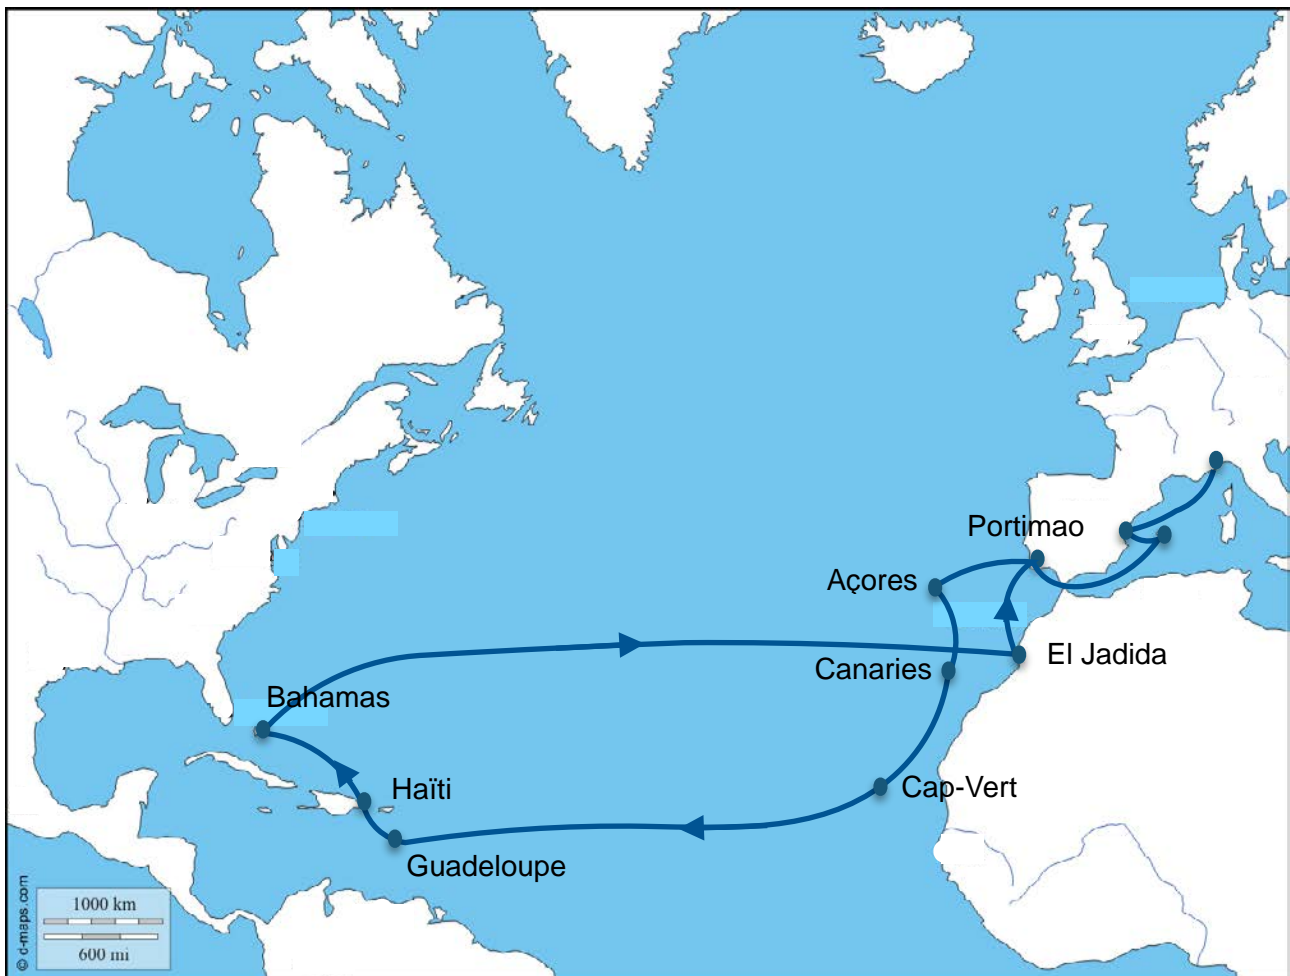 Portimao
Açores
El Jadida
Canaries
Bahamas
Haïti
Cap-Vert
Guadeloupe
1000 km
600 mi
© d-maps.com